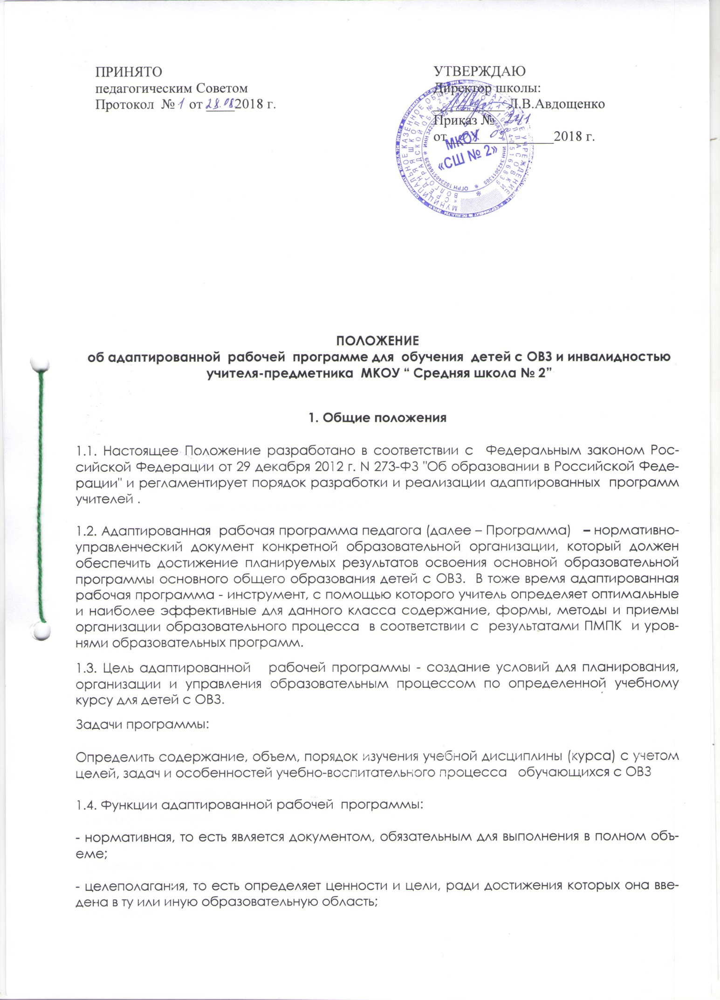 ПРИНЯТО
педагогическим Советом
Протокол № 1 от 28.08.2018 г.
УТВЕРЖДАЮ
Директор школы:
Л.В.Авдощенко
Приказ № 241
от 2018 г.
МКОУ
«СШ № 2»
ПОЛОЖЕНИЕ
об адаптированной рабочей программе для обучения детей с ОВЗ и инвалидностью
учителя-предметника МКОУ “ Средняя школа № 2”
1. Общие положения
1.1. Настоящее Положение разработано в соответствии с Федеральным законом Рос-
сийской Федерации от 29 декабря 2012 г. N 273-ФЗ "Об образовании в Российской Феде-
рации" и регламентирует порядок разработки и реализации адаптированных программ
учителей .
1.2. Адаптированная рабочая программа педагога (далее – Программа) – нормативно-
управленческий документ конкретной образовательной организации, который должен
обеспечить достижение планируемых результатов освоения основной образовательной
программы основного общего образования детей с ОВЗ. В тоже время адаптированная
рабочая программа - инструмент, с помощью которого учитель определяет оптимальные
и наиболее эффективные для данного класса содержание, формы, методы и приемы
организации образовательного процесса в соответствии с результатами ПМПК и уров-
нями образовательных программ.
1.3. Цель адаптированной рабочей программы - создание условий для планирования,
организации и управления образовательным процессом по определенной учебному
курсу для детей с ОВЗ.
Задачи программы:
Определить содержание, объем, порядок изучения учебной дисциплины (курса) с учетом
целей, задач и особенностей учебно-воспитательного процесса обучающихся с ОВЗ
1.4. Функции адаптированной рабочей программы:
- нормативная, то есть является документом, обязательным для выполнения в полном объ-
еме;
- целеполагания, то есть определяет ценности и цели, ради достижения которых она вве-
дена в ту или иную образовательную область;